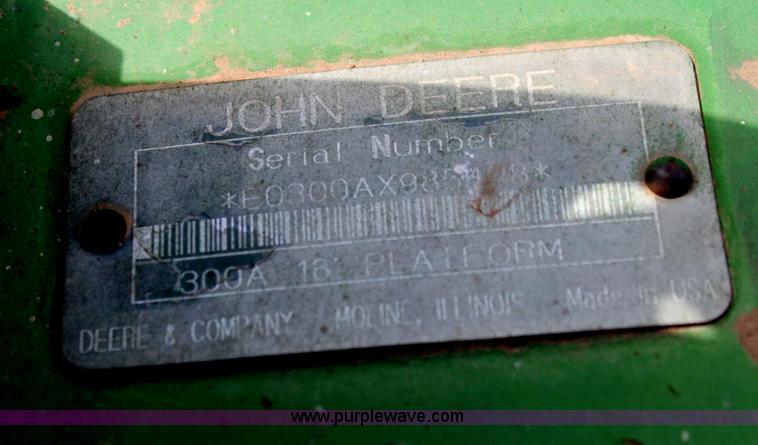 JOHN DEERE
Serial Number
300A 18' PLATFORM
DEERE & COMPANY MOLINE, ILLINOIS Made in USA
www.purplewave.com